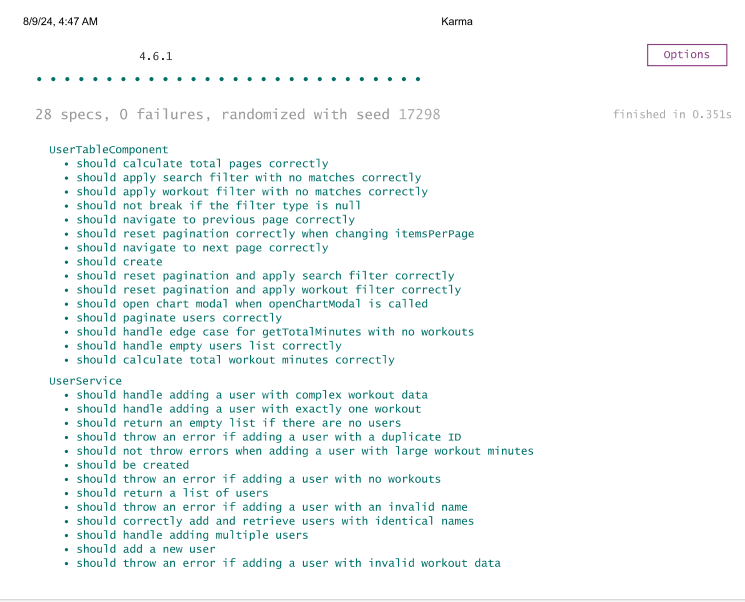 8/9/24, 4:47 AM Karma
4.6.1 Options
28 specs, 0 failures, randomized with seed 17298 finished in 0.351s
UserTableComponent
• should calculate total pages correctly
• should apply search filter with no matches correctly
• should apply workout filter with no matches correctly
• should not break if the filter type is null
• should navigate to previous page correctly
• should reset pagination correctly when changing itemsPerPage
• should navigate to next page correctly
• should create
• should reset pagination and apply search filter correctly
• should reset pagination and apply workout filter correctly
• should open chart modal when openChartModal is called
• should paginate users correctly
• should handle edge case for getTotalMinutes with no workouts
• should handle empty users list correctly
• should calculate total workout minutes correctly
UserService
• should handle adding a user with complex workout data
• should handle adding a user with exactly one workout
• should return an empty list if there are no users
• should throw an error if adding a user with a duplicate ID
• should not throw errors when adding a user with large workout minutes
• should be created
• should throw an error if adding a user with no workouts
• should return a list of users
• should throw an error if adding a user with an invalid name
• should correctly add and retrieve users with identical names
• should handle adding multiple users
• should add a new user
• should throw an error if adding a user with invalid workout data